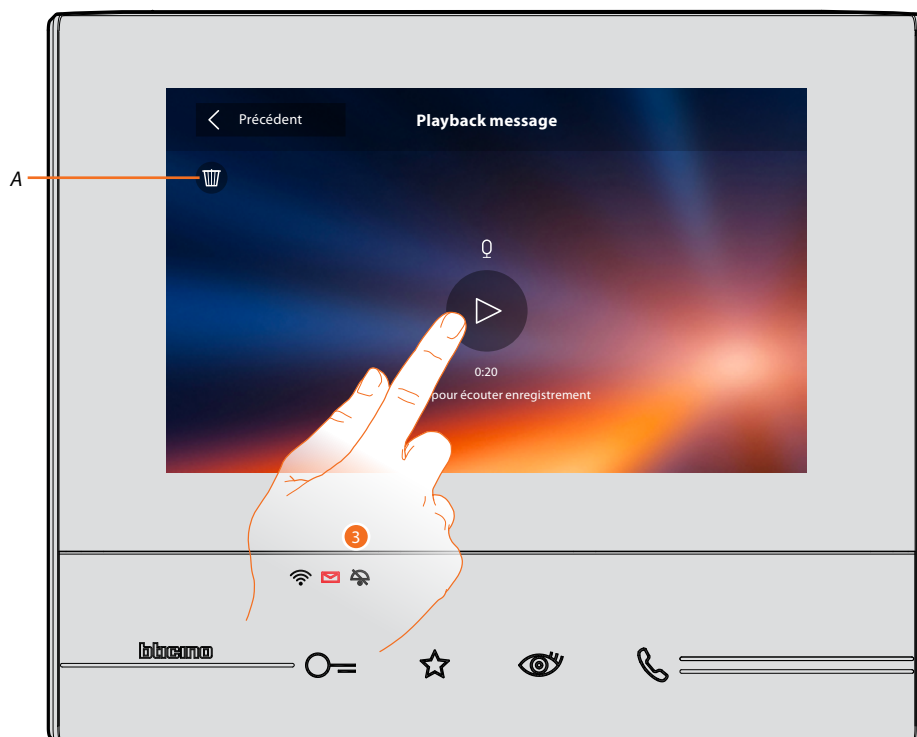 Précédent
Playback message
A
0:20
pour écouter enregistrement
3
bticino